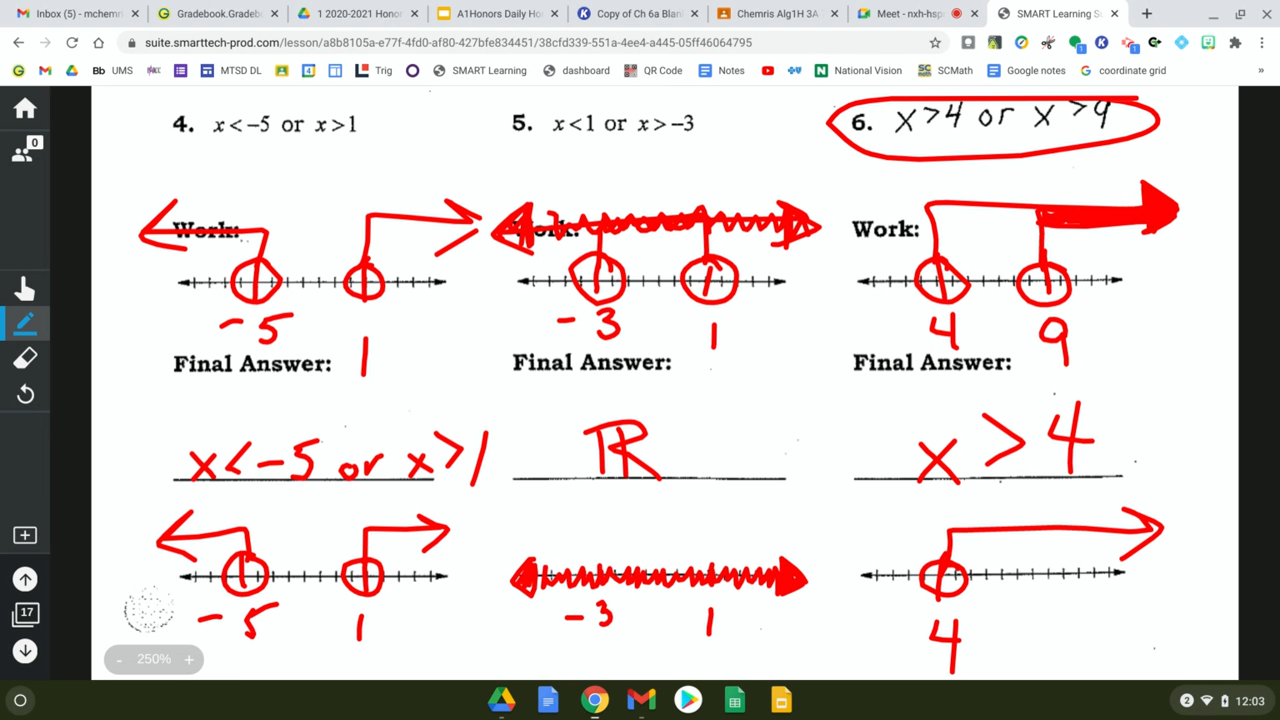 Inbox (5) - mchemri
Gradebook.Gradeb
1 2020-2021 Honor
A1Honors Daily Ho
Copy of Ch 6a Blan
Chemris Alg1H 3A
Meet - nxh-hsp
SMART Learning S
suite.smarttech-prod.com/lesson/a8b8105a-e77f-4fd0-af80-427bfe834451/38cfd339-551a-4ee4-a445-05ff46064795
Bb UMS
MTSD DL
Trig
SMART Learning
dashboard
QR Code
Notes
National Vision
SCMath
Google notes
coordinate grid
»
0
4. x<-5 or x>1
5. x<1 or x>-3
6. x>4 or x>9
Work:
Work:
Work:
-5 1
-3 1
4 9
Final Answer:
Final Answer:
Final Answer:
x<-5 or x>1
ℝ
x>4
-5 1
-3 1
4
17
- 250% +
2 12:03